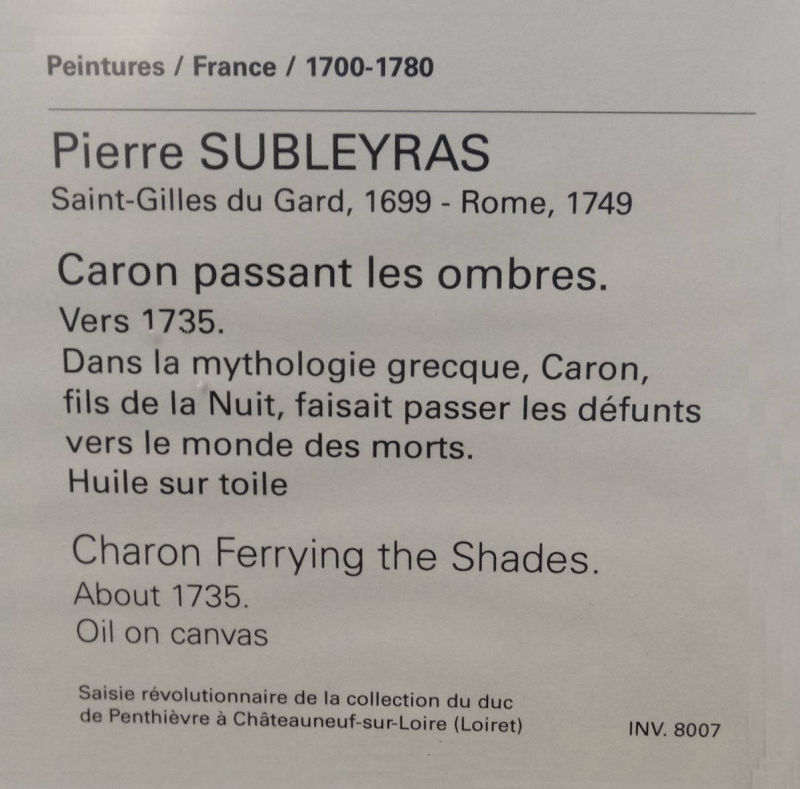 Peintures / France / 1700-1780
Pierre SUBLEYRAS
Saint-Gilles du Gard, 1699 - Rome, 1749
Caron passant les ombres.
Vers 1735.
Dans la mythologie grecque, Caron,
fils de la Nuit, faisait passer les défunts
vers le monde des morts.
Huile sur toile
Charon Ferrying the Shades.
About 1735.
Oil on canvas
Saisie révolutionnaire de la collection du duc
de Penthièvre à Châteauneuf-sur-Loire (Loiret)
INV. 8007